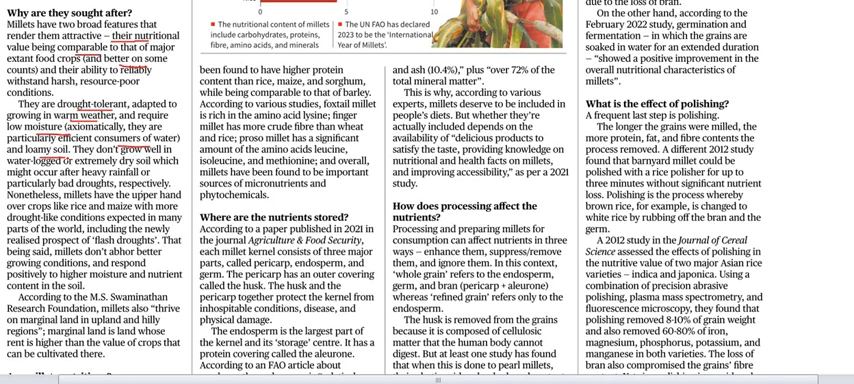 Why are they sought after?
Millets have two broad features that
render them attractive — their nutritional
value being comparable to that of major
extant food crops (and better on some
counts) and their ability to reliably
withstand harsh, resource-poor
conditions.
They are drought-tolerant, adapted to
growing in warm weather, and require
low moisture (axiomatically, they are
particularly efficient consumers of water)
and loamy soil. They don't grow well in
water-logged or extremely dry soil which
might occur after heavy rainfall or
particularly bad droughts, respectively.
Nonetheless, millets have the upper hand
over crops like rice and maize with more
drought-like conditions expected in many
parts of the world, including the newly
realised prospect of 'flash droughts'. That
being said, millets don't abhor better
growing conditions, and respond
positively to higher moisture and nutrient
content in the soil.
According to the M.S. Swaminathan
Research Foundation, millets also "thrive
on marginal land in upland and hilly
regions"; marginal land is land whose
rent is higher than the value of crops that
can be cultivated there.
0 5 10
■ The nutritional content of millets
include carbohydrates, proteins,
fibre, amino acids, and minerals
■ The UN FAO has declared
2023 to be the 'International
Year of Millets'.
been found to have higher protein
content than rice, maize, and sorghum,
while being comparable to that of barley.
According to various studies, foxtail millet
is rich in the amino acid lysine; finger
millet has more crude fibre than wheat
and rice; proso millet has a significant
amount of the amino acids leucine,
isoleucine, and methionine; and overall,
millets have been found to be important
sources of micronutrients and
phytochemicals.
Where are the nutrients stored?
According to a paper published in 2021 in
the journal Agriculture & Food Security,
each millet kernel consists of three major
parts, called pericarp, endosperm, and
germ. The pericarp has an outer covering
called the husk. The husk and the
pericarp together protect the kernel from
inhospitable conditions, disease, and
physical damage.
The endosperm is the largest part of
the kernel and its 'storage' centre. It has a
protein covering called the aleurone.
According to an FAO article about
and ash (10.4%)," plus "over 72% of the
total mineral matter".
This is why, according to various
experts, millets deserve to be included in
people's diets. But whether they're
actually included depends on the
availability of "delicious products to
satisfy the taste, providing knowledge on
nutritional and health facts on millets,
and improving accessibility," as per a 2021
study.
How does processing affect the
nutrients?
Processing and preparing millets for
consumption can affect nutrients in three
ways – enhance them, suppress/remove
them, and ignore them. In this context,
'whole grain' refers to the endosperm,
germ, and bran (pericarp + aleurone)
whereas 'refined grain' refers only to the
endosperm.
The husk is removed from the grains
because it is composed of cellulosic
matter that the human body cannot
digest. But at least one study has found
that when this is done to pearl millets,
due to the loss of bran.
On the other hand, according to the
February 2022 study, germination and
fermentation – in which the grains are
soaked in water for an extended duration
– "showed a positive improvement in the
overall nutritional characteristics of
millets".
What is the effect of polishing?
A frequent last step is polishing.
The longer the grains were milled, the
more protein, fat, and fibre contents the
process removed. A different 2012 study
found that barnyard millet could be
polished with a rice polisher for up to
three minutes without significant nutrient
loss. Polishing is the process whereby
brown rice, for example, is changed to
white rice by rubbing off the bran and the
germ.
A 2012 study in the Journal of Cereal
Science assessed the effects of polishing in
the nutritive value of two major Asian rice
varieties – indica and japonica. Using a
combination of precision abrasive
polishing, plasma mass spectrometry, and
fluorescence microscopy, they found that
polishing removed 8-10% of grain weight
and also removed 60-80% of iron,
magnesium, phosphorus, potassium, and
manganese in both varieties. The loss of
bran also compromised the grains' fibre